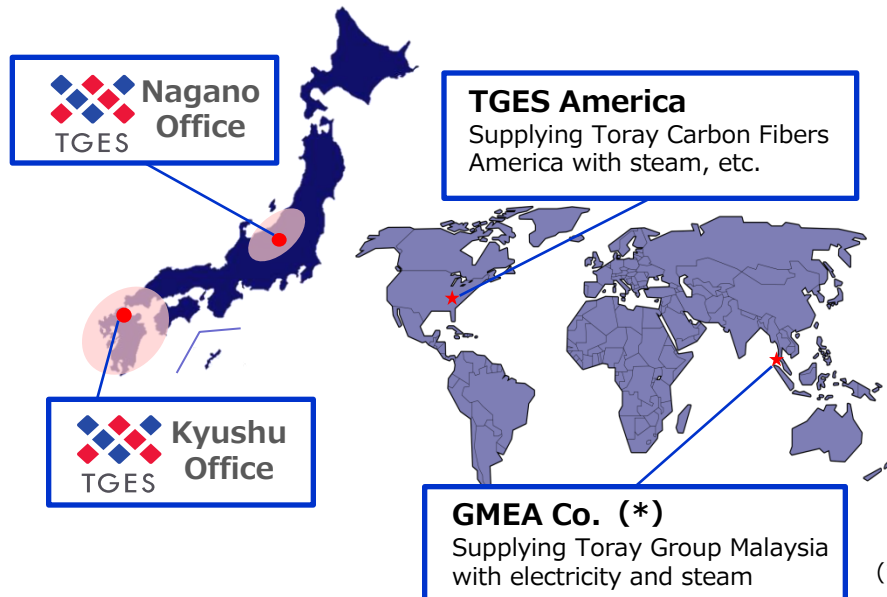 TGES
Nagano
Office
TGES America
Supplying Toray Carbon Fibers
America with steam, etc.
TGES
Kyushu
Office
GMEA Co. (*)
Supplying Toray Group Malaysia
with electricity and steam
(